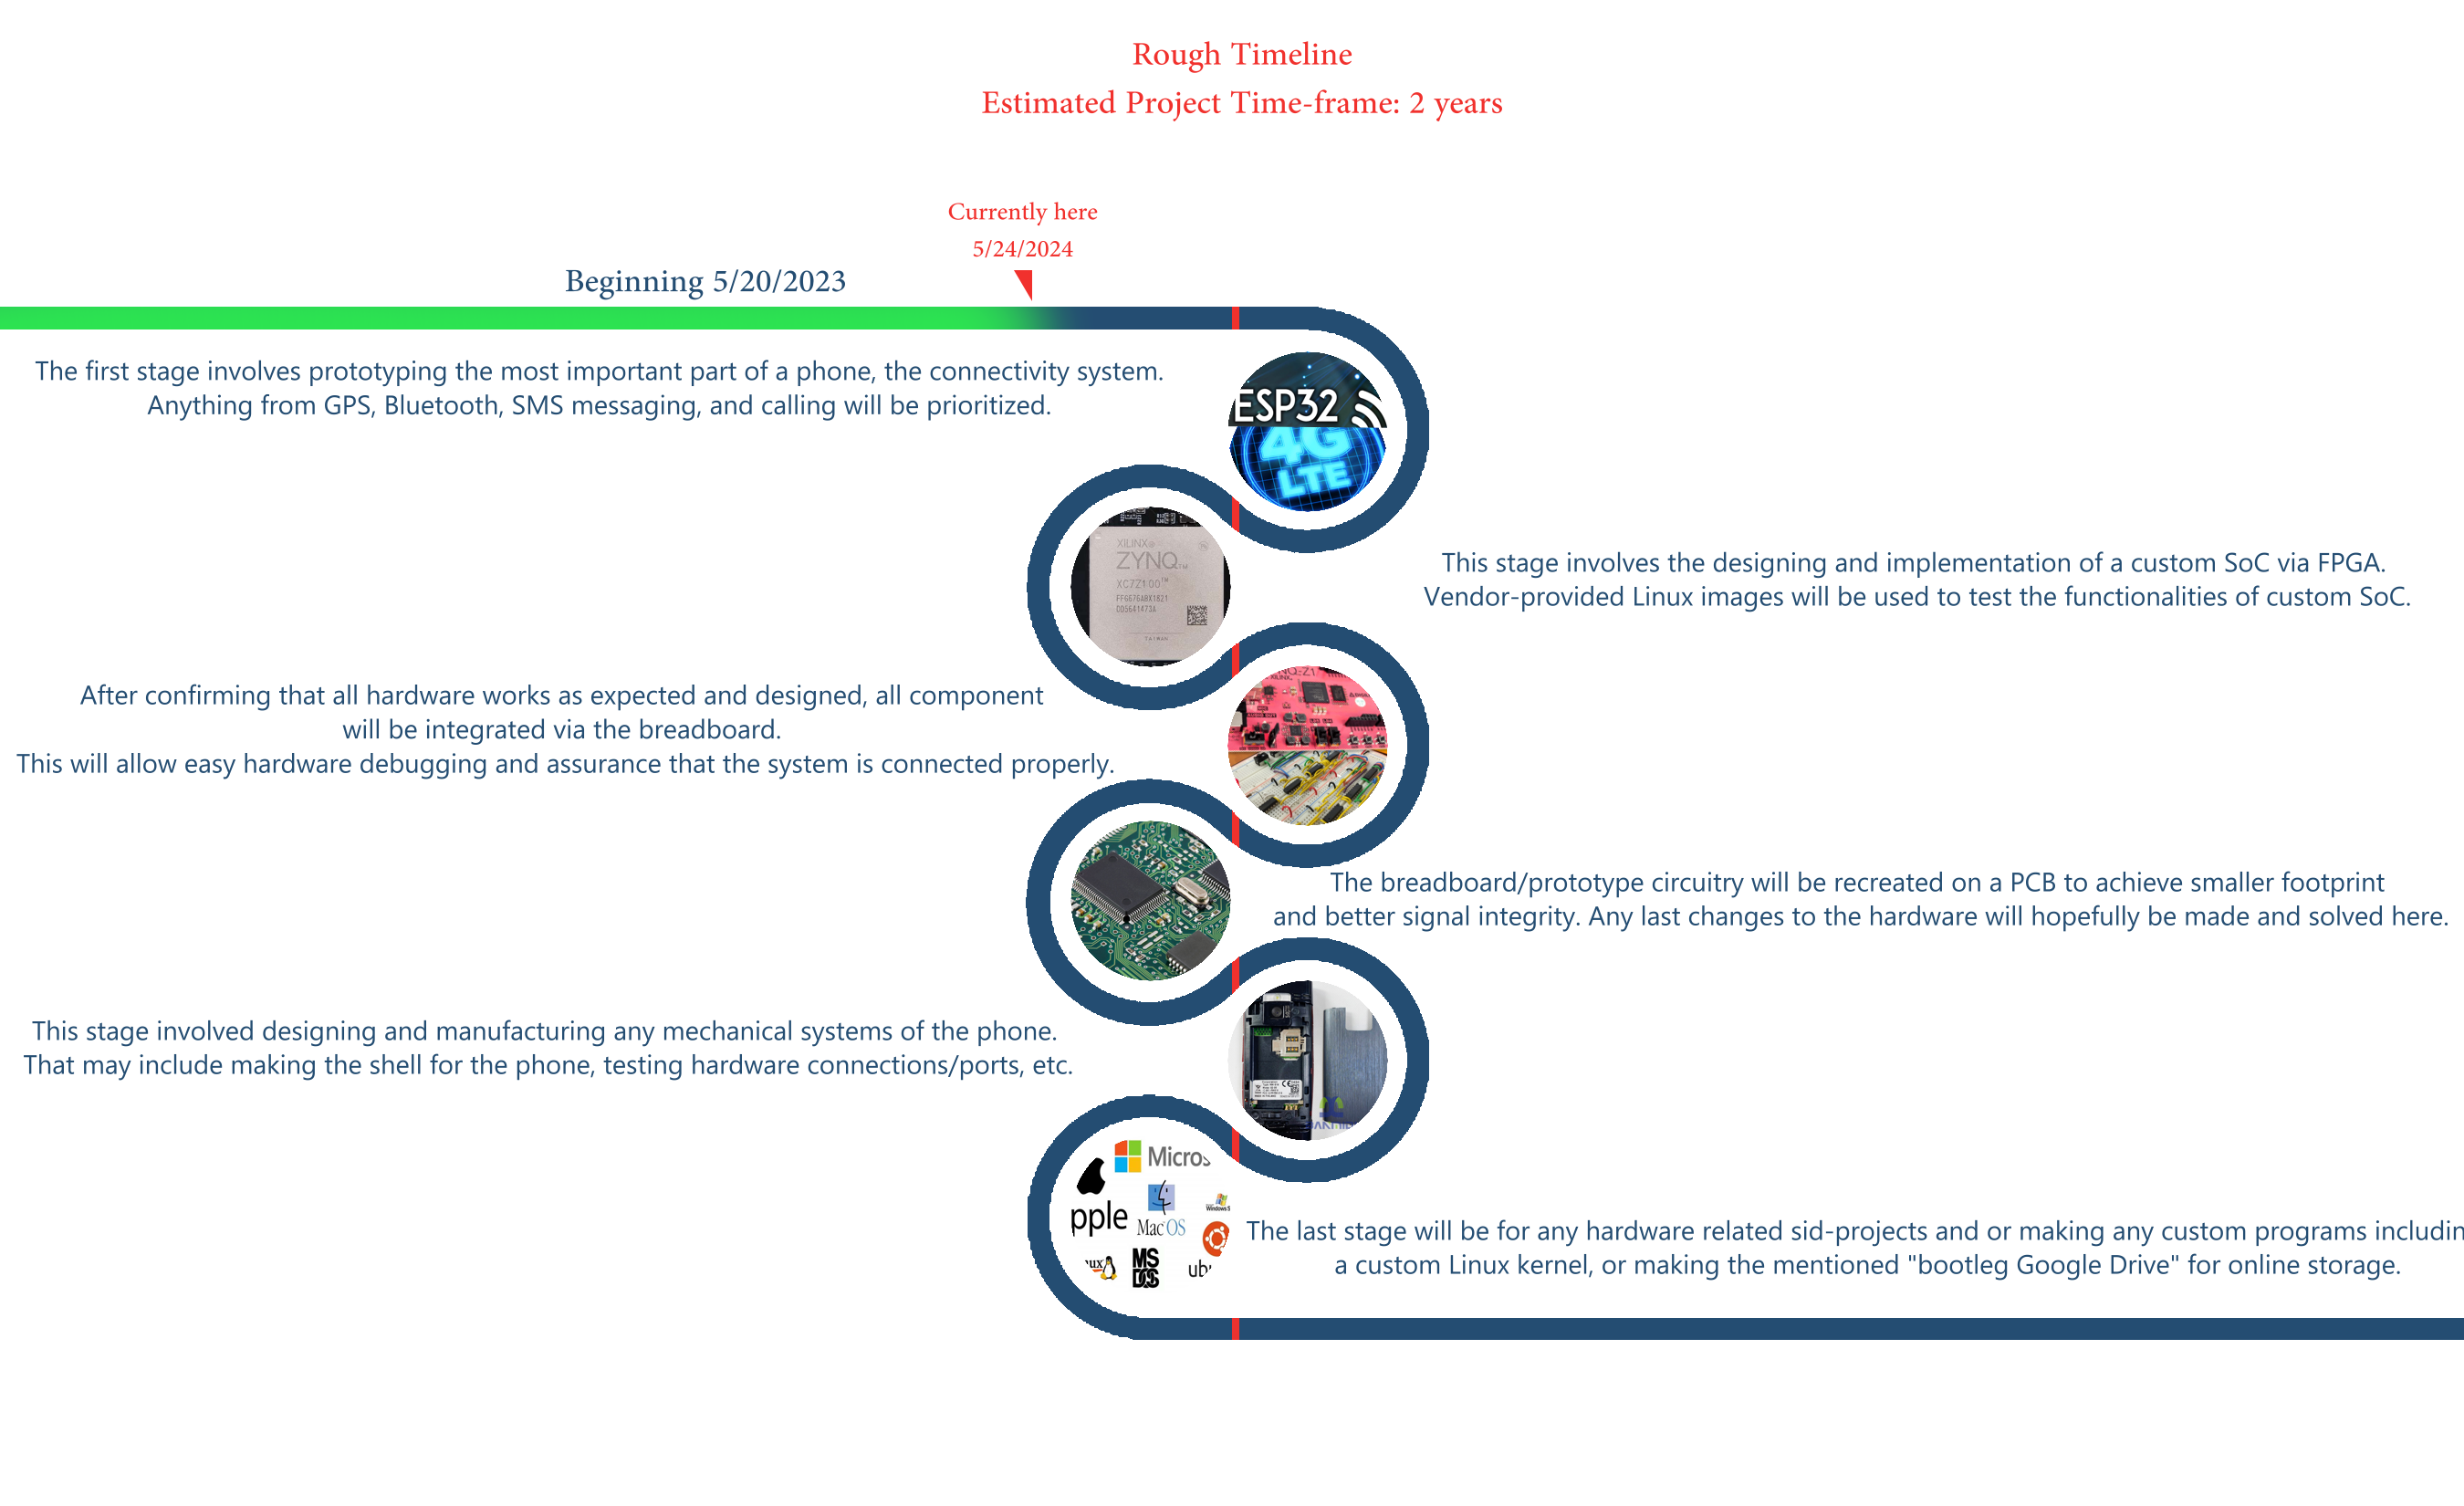 Rough Timeline
Estimated Project Time-frame: 2 years
Currently here
5/24/2024
Beginning 5/20/2023
The first stage involves prototyping the most important part of a phone, the connectivity system.
Anything from GPS, Bluetooth, SMS messaging, and calling will be prioritized.
ESP32
4G
LTE
XILINX
ZYNQ
XC7Z100™
TAIWAN
This stage involves the designing and implementation of a custom SoC via FPGA.
Vendor-provided Linux images will be used to test the functionalities of custom SoC.
After confirming that all hardware works as expected and designed, all component
will be integrated via the breadboard.
This will allow easy hardware debugging and assurance that the system is connected properly.
XILINX
The breadboard/prototype circuitry will be recreated on a PCB to achieve smaller footprint
and better signal integrity. Any last changes to the hardware will hopefully be made and solved here.
This stage involved designing and manufacturing any mechanical systems of the phone.
That may include making the shell for the phone, testing hardware connections/ports, etc.
Micros
pple
Mac OS
ux
MS
DOS
ub
The last stage will be for any hardware related sid-projects and or making any custom programs includin
a custom Linux kernel, or making the mentioned "bootleg Google Drive" for online storage.